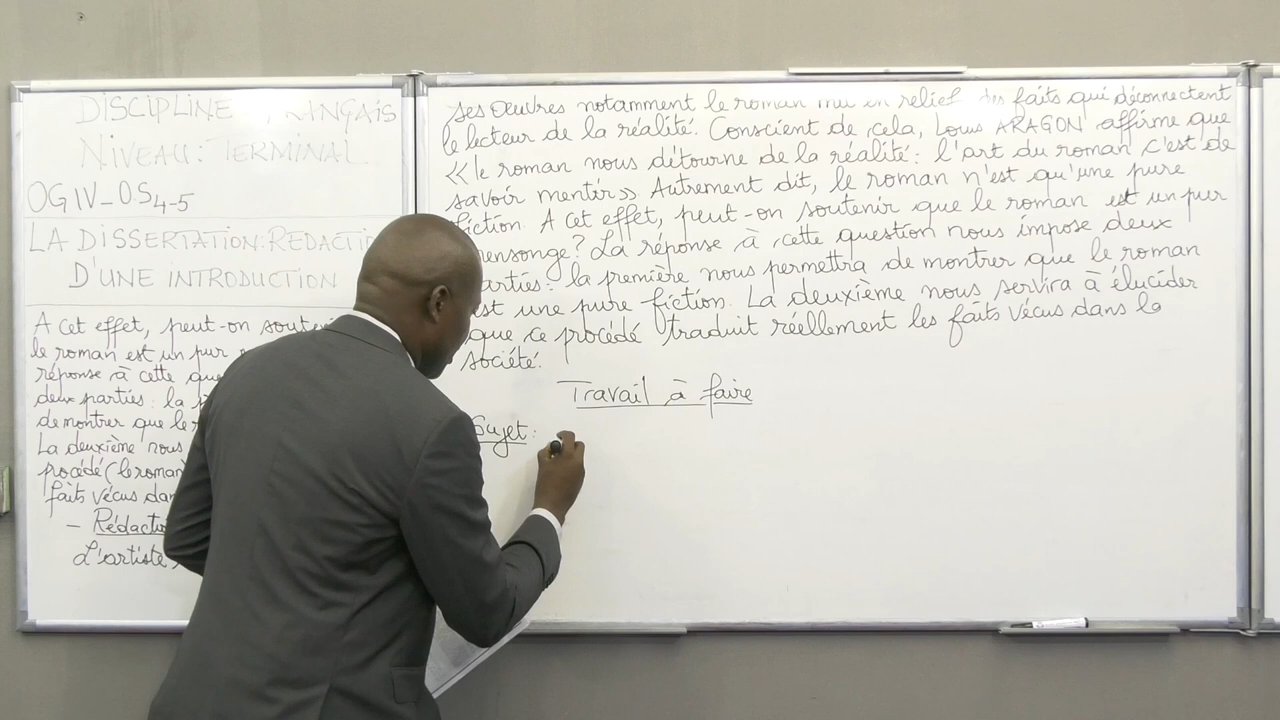 DISCIPLINE FRANÇAIS
NIVEAU: TERMINAL
OG IV_OS4-5
LA DISSERTATION: REDACTIO
D'UNE INTRODUCTION
A cet effet, peut-on souteni
le roman est un pur
réponse à cette que
deux parties: la p
de montrer que le r
La deuxième nous
procédé (le roman
faits vécus dan
- Rédactio
L'artiste
ses œuvres notamment le roman en relief des faits qui déconnectent
le lecteur de la réalité. Conscient de cela, Louis ARAGON affirme que
<< le roman nous détourne de la réalité: l'art du roman c'est de
savoir mentir>>. Autrement dit, le roman n'est qu'une pure
fiction. A cet effet, peut-on soutenir que le roman est un pur
mensonge? La réponse à cette question nous impose deux
arties: la première nous permettra de montrer que le roman
est une pure fiction. La deuxième nous servira à élucider
que ce procédé traduit réellement les faits vécus dans la
société.
Travail à faire
Sujet: